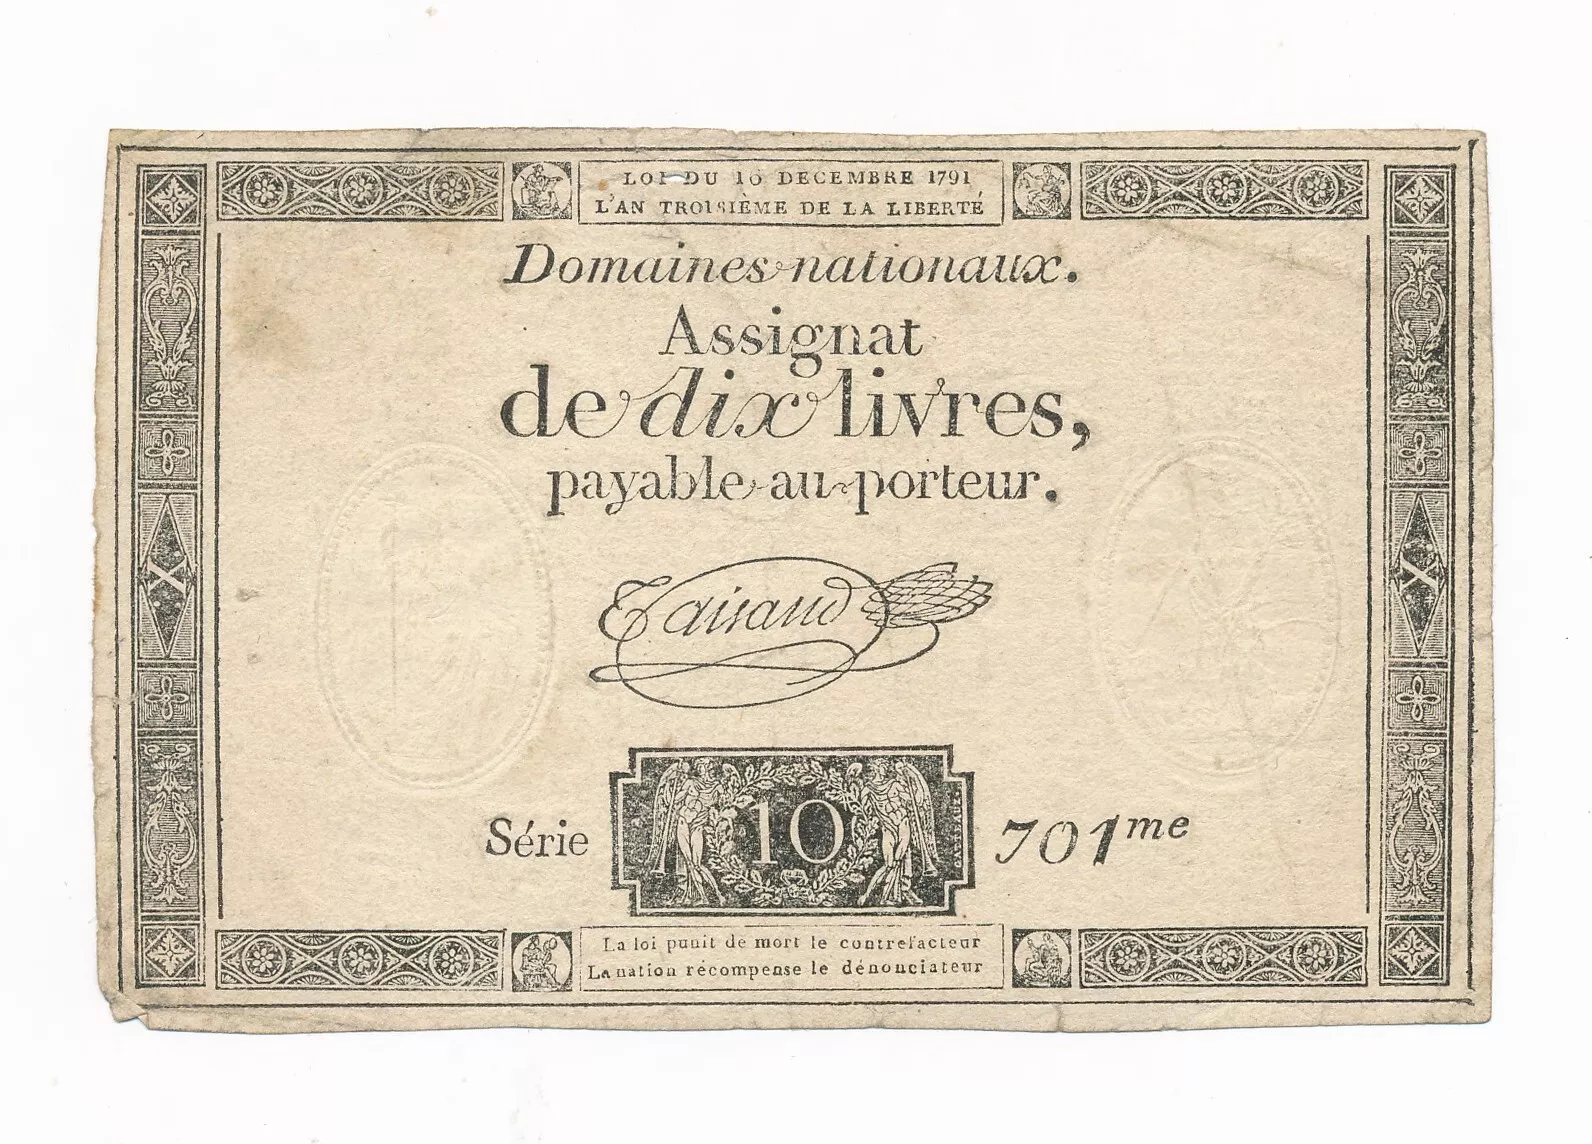 LOI DU 16 DECEMBRE 1791
L'AN TROISIÈME DE LA LIBERTÉ
Domaines nationaux.
Assignat
de dix livres,
payable au porteur.
Taisaud
X
X
Série 10 701me
La loi punit de mort le contrefacteur
La nation récompense le dénonciateur